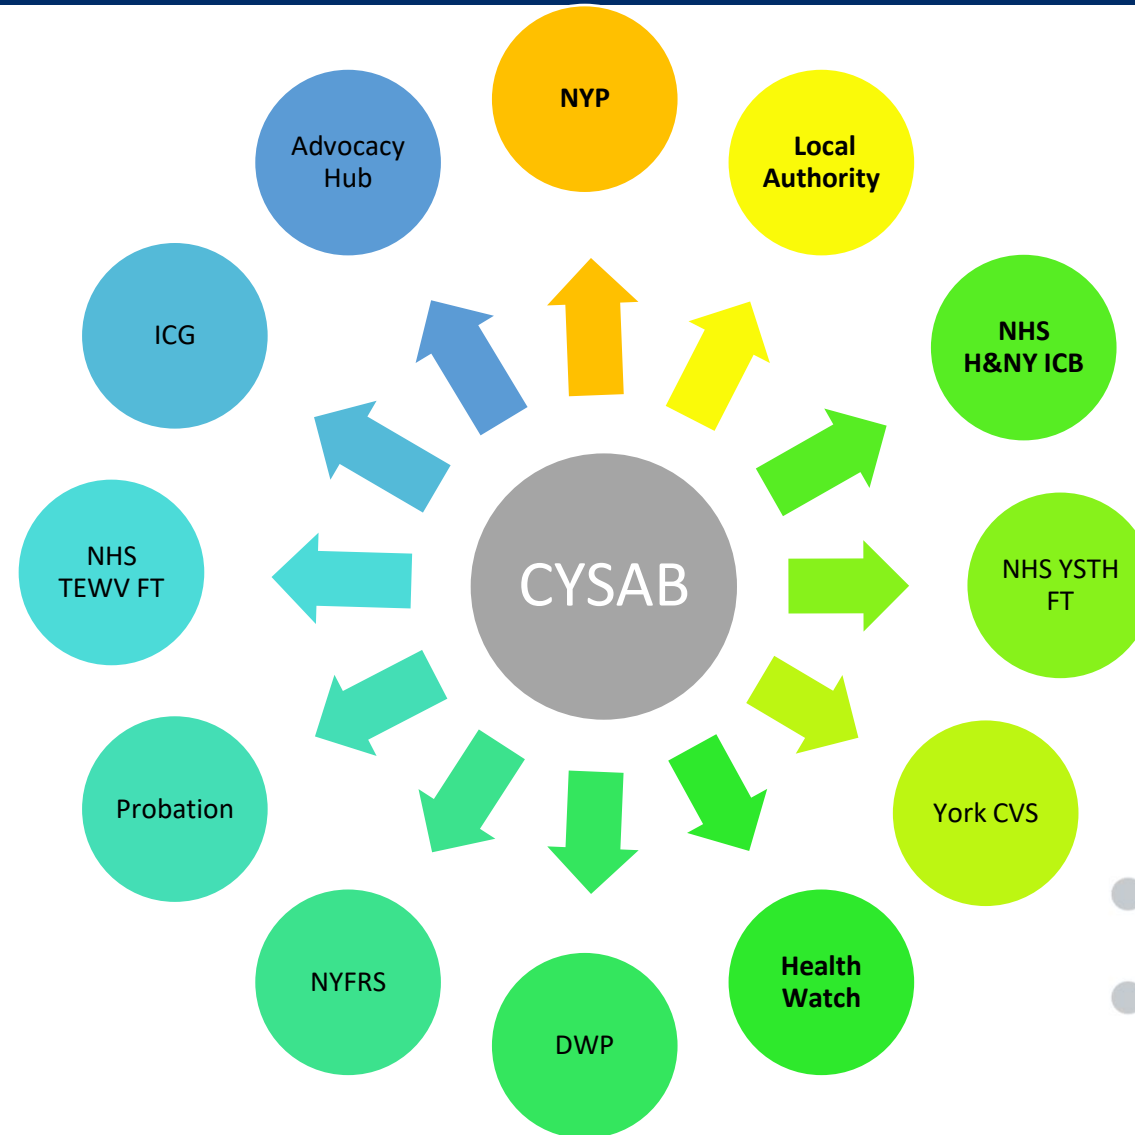 NYP
Local
Authority
NHS
H&NY ICB
NHS YSTH
FT
York CVS
Health
Watch
DWP
NYFRS
Probation
NHS
TEWV FT
ICG
Advocacy
Hub
CYSAB